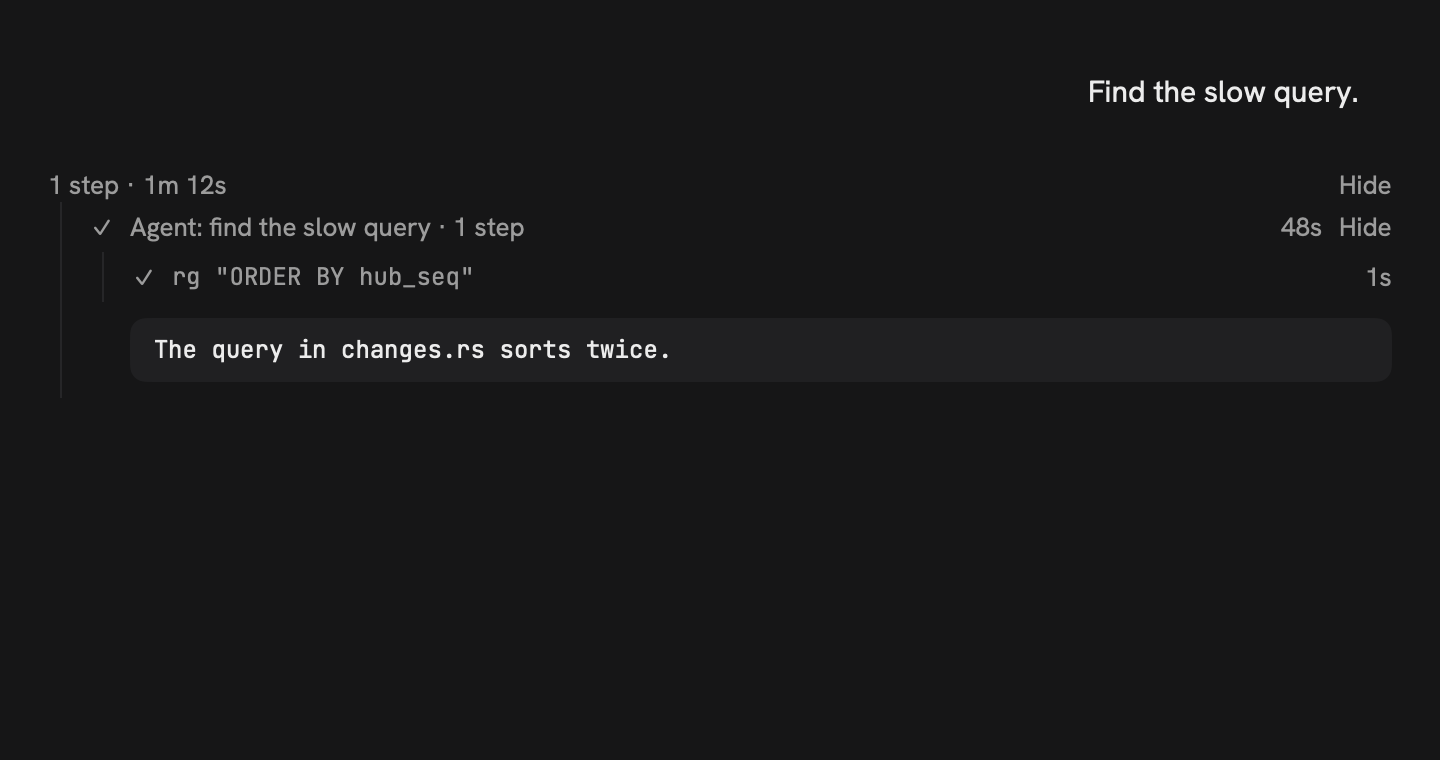 Find the slow query.
1 step · 1m 12s Hide
✓ Agent: find the slow query · 1 step 48s Hide
✓ rg "ORDER BY hub_seq" 1s
The query in changes.rs sorts twice.